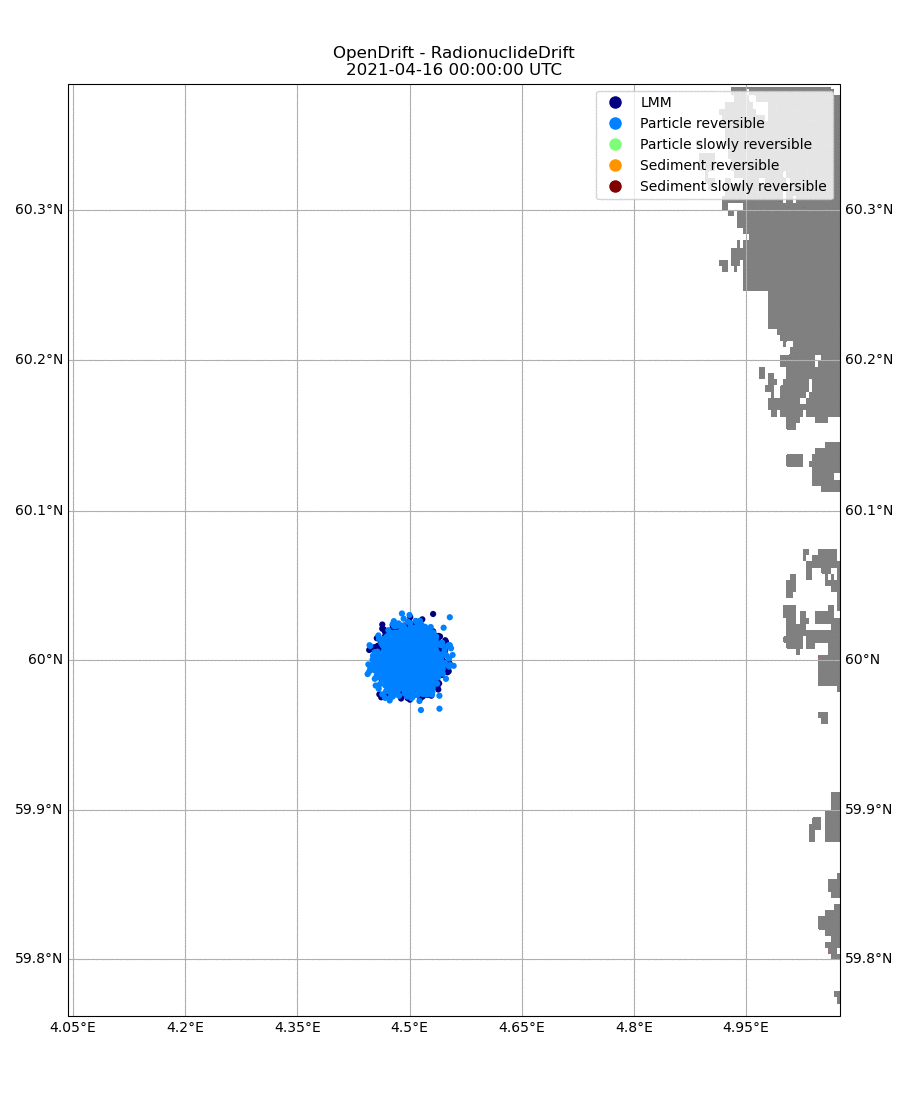 OpenDrift - RadionuclideDrift
2021-04-16 00:00:00 UTC
LMM
Particle reversible
Particle slowly reversible
Sediment reversible
Sediment slowly reversible
60.3°N 60.3°N
60.2°N 60.2°N
60.1°N 60.1°N
60°N 60°N
59.9°N 59.9°N
59.8°N 59.8°N
4.05°E 4.2°E 4.35°E 4.5°E 4.65°E 4.8°E 4.95°E